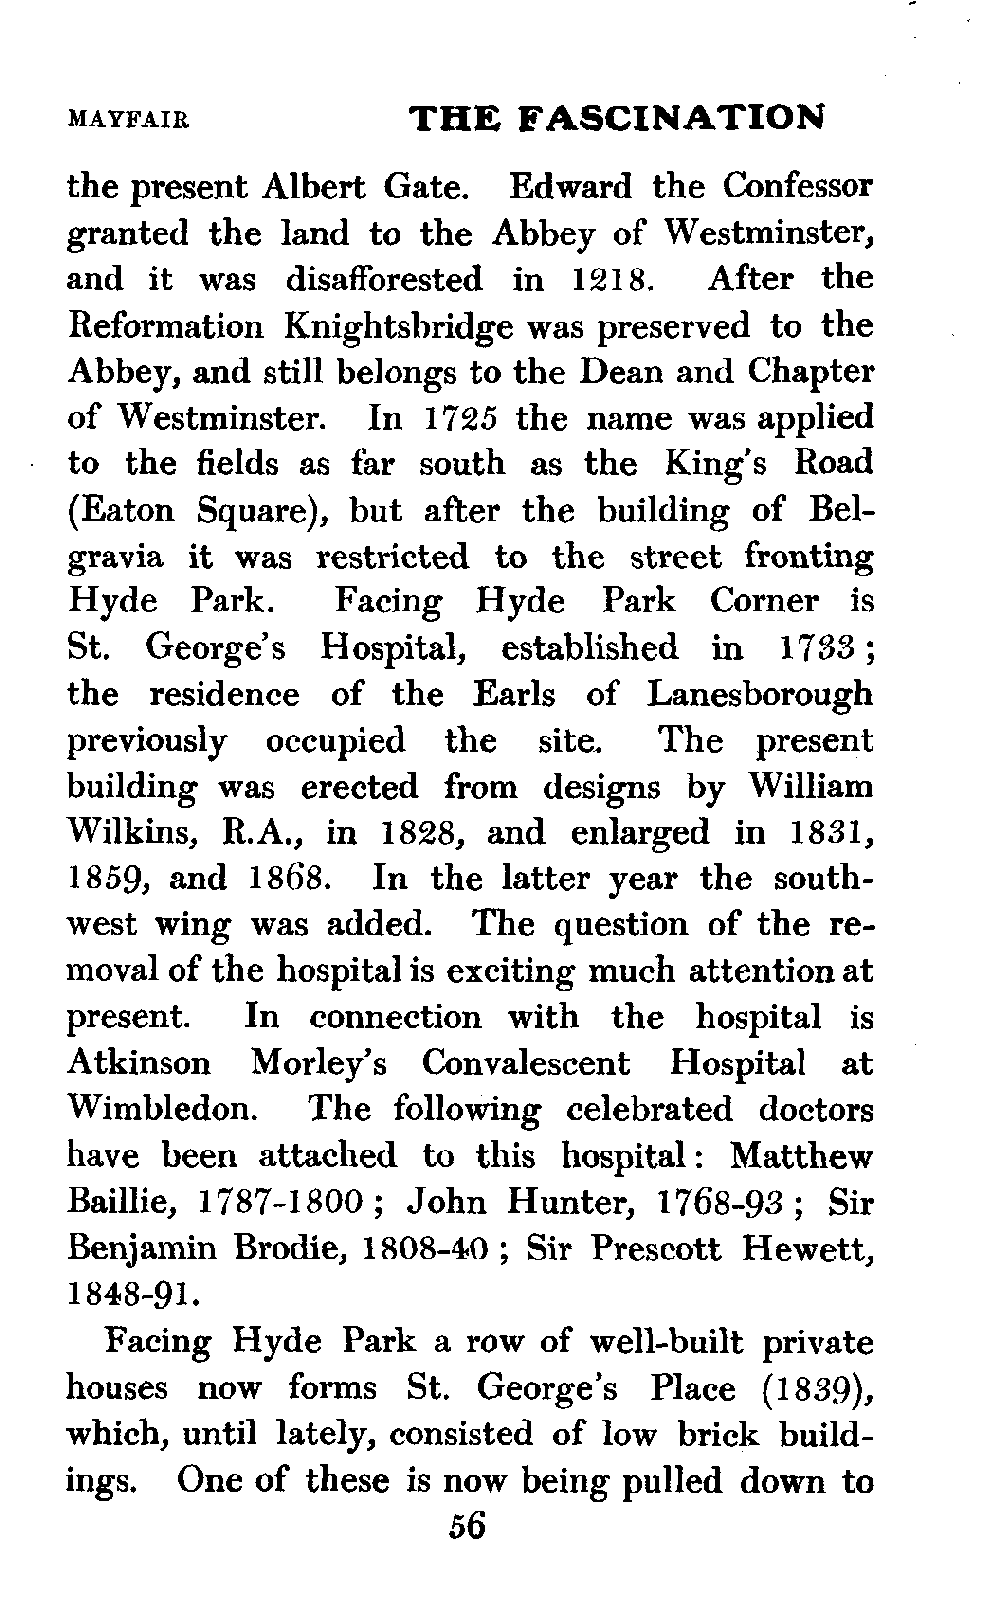 MAYFAIR THE FASCINATION
the present Albert Gate. Edward the Confessor
granted the land to the Abbey of Westminster,
and it was disafforested in 1218. After the
Reformation Knightsbridge was preserved to the
Abbey, and still belongs to the Dean and Chapter
of Westminster. In 1725 the name was applied
to the fields as far south as the King's Road
(Eaton Square), but after the building of Bel-
gravia it was restricted to the street fronting
Hyde Park. Facing Hyde Park Corner is
St. George's Hospital, established in 1733;
the residence of the Earls of Lanesborough
previously occupied the site. The present
building was erected from designs by William
Wilkins, R.A., in 1828, and enlarged in 1831,
1859, and 1868. In the latter year the south-
west wing was added. The question of the re-
moval of the hospital is exciting much attention at
present. In connection with the hospital is
Atkinson Morley's Convalescent Hospital at
Wimbledon. The following celebrated doctors
have been attached to this hospital: Matthew
Baillie, 1787-1800; John Hunter, 1768-93; Sir
Benjamin Brodie, 1808-40; Sir Prescott Hewett,
1848-91.
Facing Hyde Park a row of well-built private
houses now forms St. George's Place (1839),
which, until lately, consisted of low brick build-
ings. One of these is now being pulled down to
56